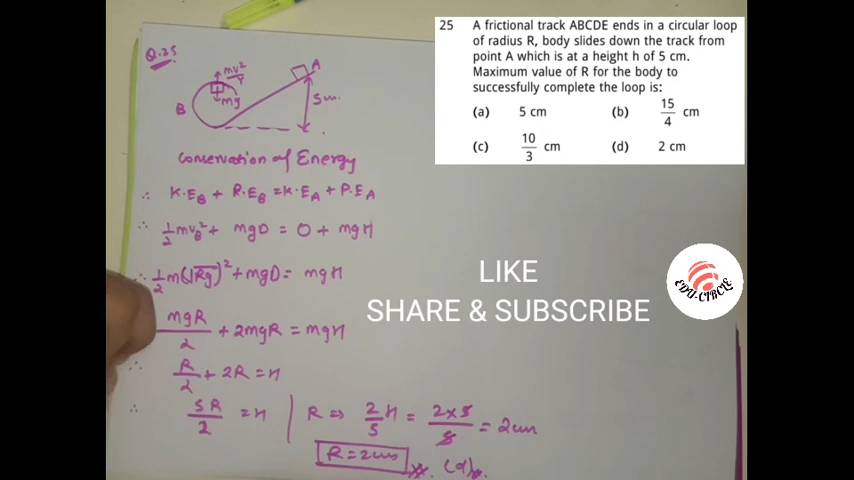 Q.25
A
mv²/r
mg
B
5m.
Conservation of Energy
∴ K.E_B + P.E_B = K.E_A + P.E_A
∴ 1/2 mv_B² + mgD = 0 + mgH
∴ 1/2 m(√Rg)² + mgD = mgH
mgR/2 + 2mgR = mgH
∴ R/2 + 2R = H
∴ 5R/2 = H
R ⇒ 2/5 H = 2×5/5 = 2cm
R = 2cm (d)
25 A frictional track ABCDE ends in a circular loop
of radius R, body slides down the track from
point A which is at a height h of 5 cm.
Maximum value of R for the body to
successfully complete the loop is:
(a) 5 cm (b) 15/4 cm
(c) 10/3 cm (d) 2 cm
LIKE
SHARE & SUBSCRIBE
EDU-CIRCLE